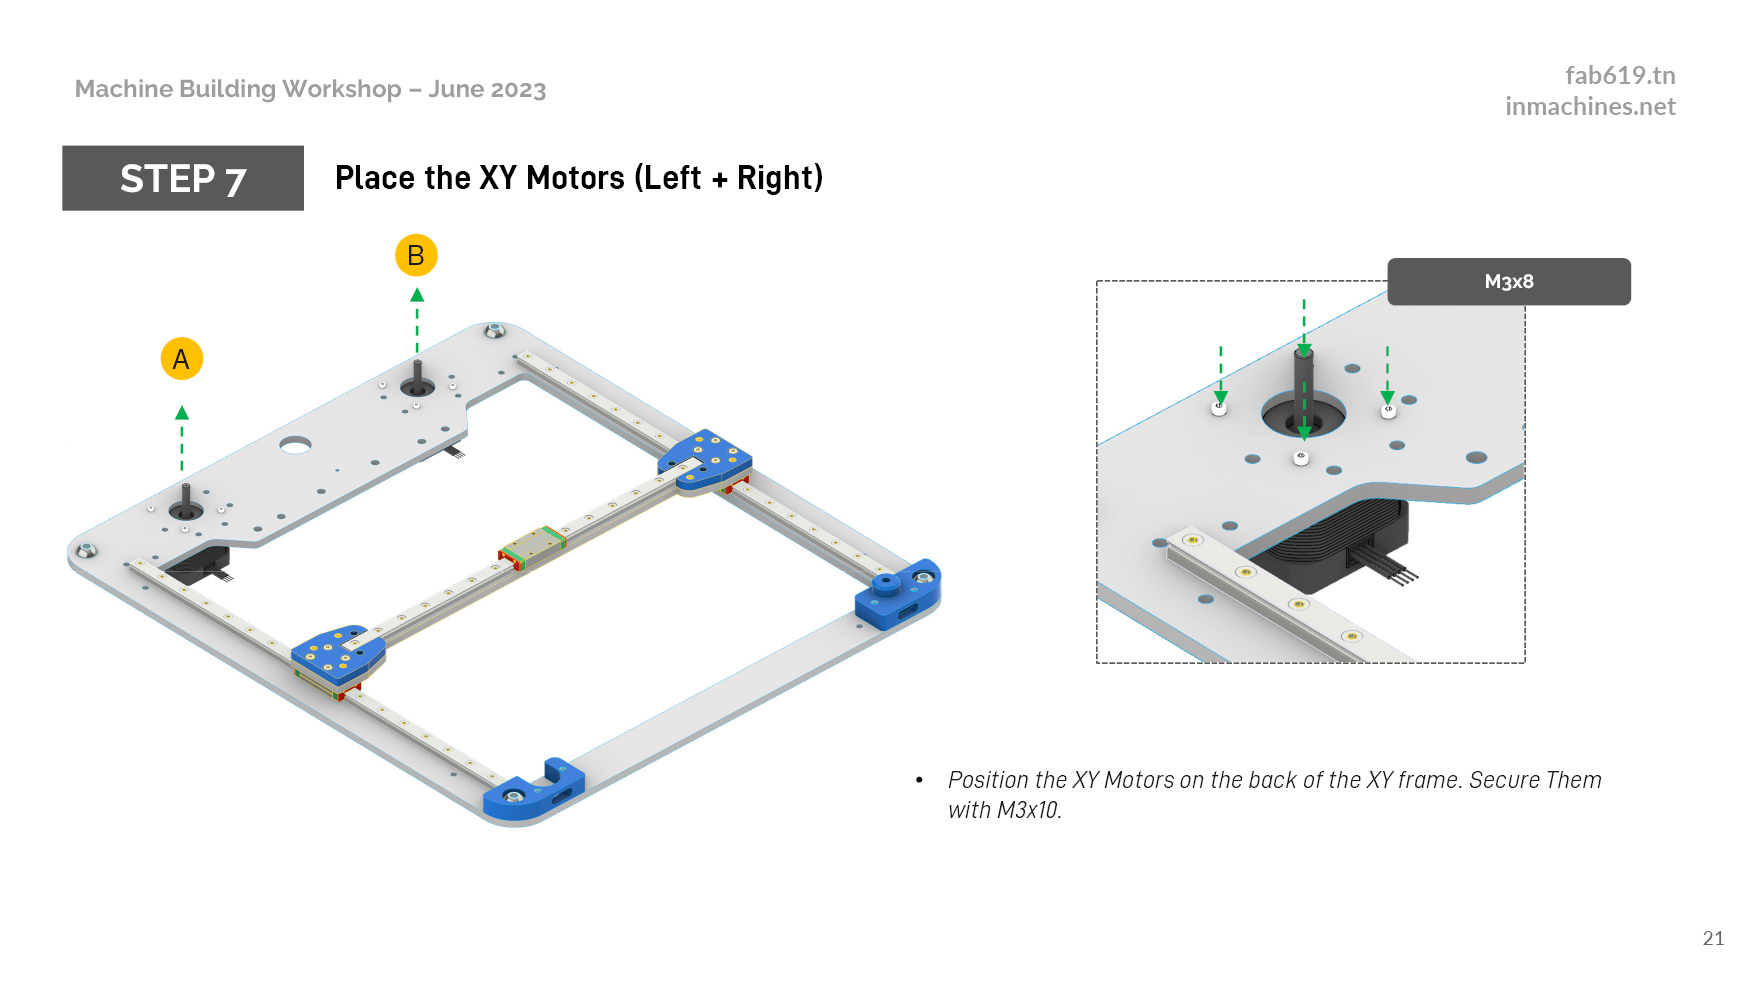 Machine Building Workshop – June 2023
fab619.tn
inmachines.net
STEP 7
Place the XY Motors (Left + Right)
B
A
M3x8
• Position the XY Motors on the back of the XY frame. Secure Them
with M3x10.
21